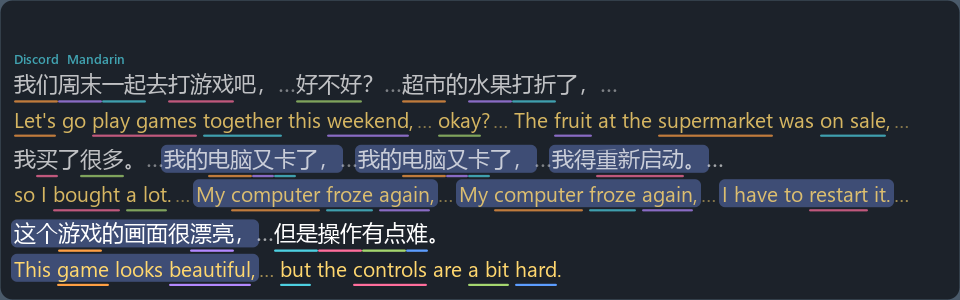 Discord Mandarin
我们周末一起去打游戏吧，…好不好？ …超市的水果打折了，…
Let's go play games together this weekend, ... okay? ... The fruit at the supermarket was on sale, ...
我买了很多。…我的电脑又卡了，…我的电脑又卡了，…我得重新启动。…
so I bought a lot. ... My computer froze again, ... My computer froze again, ... I have to restart it. ...
这个游戏的画面很漂亮，…但是操作有点难。
This game looks beautiful, ... but the controls are a bit hard.